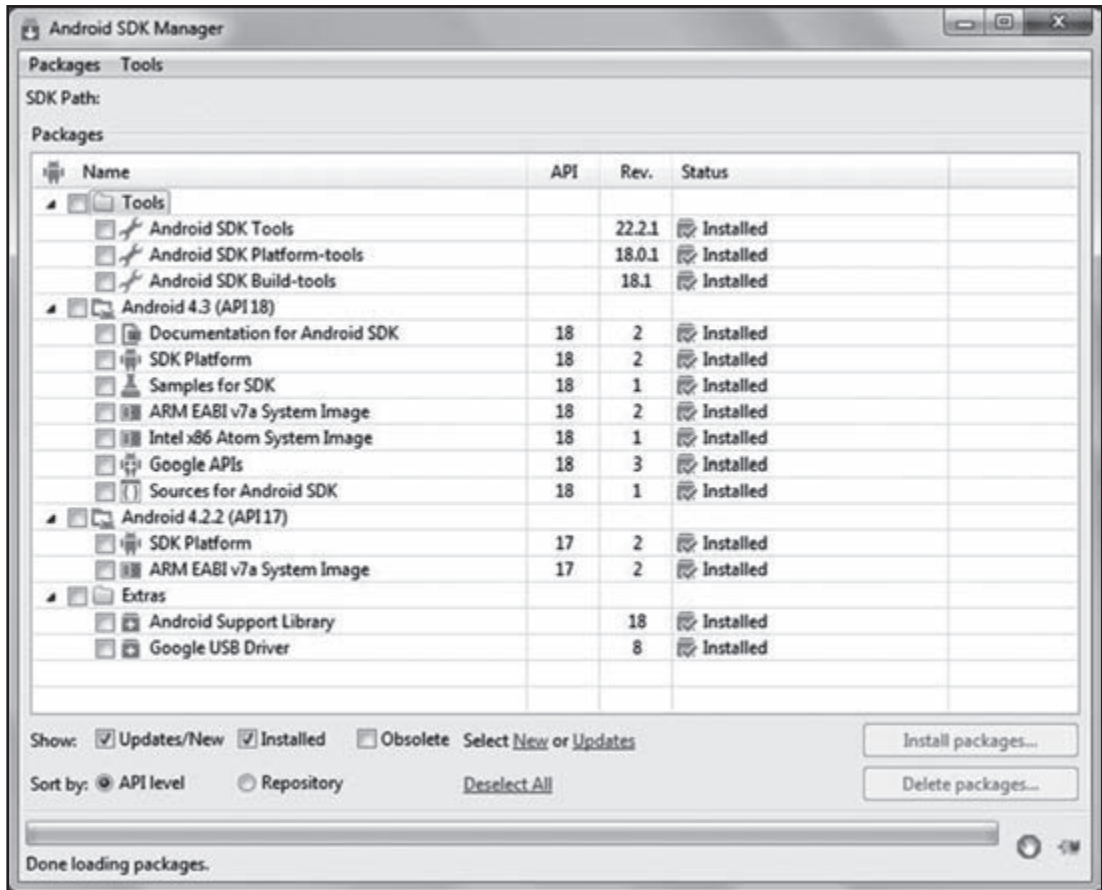 Android SDK Manager
Packages Tools
SDK Path:
Packages
Name API Rev. Status
Tools
Android SDK Tools 22.2.1 Installed
Android SDK Platform-tools 18.0.1 Installed
Android SDK Build-tools 18.1 Installed
Android 4.3 (API 18)
Documentation for Android SDK 18 2 Installed
SDK Platform 18 2 Installed
Samples for SDK 18 1 Installed
ARM EABI v7a System Image 18 2 Installed
Intel x86 Atom System Image 18 1 Installed
Google APIs 18 3 Installed
Sources for Android SDK 18 1 Installed
Android 4.2.2 (API 17)
SDK Platform 17 2 Installed
ARM EABI v7a System Image 17 2 Installed
Extras
Android Support Library 18 Installed
Google USB Driver 8 Installed
Show: Updates/New Installed Obsolete Select New or Updates Install packages...
Sort by: API level Repository Deselect All Delete packages...
Done loading packages.